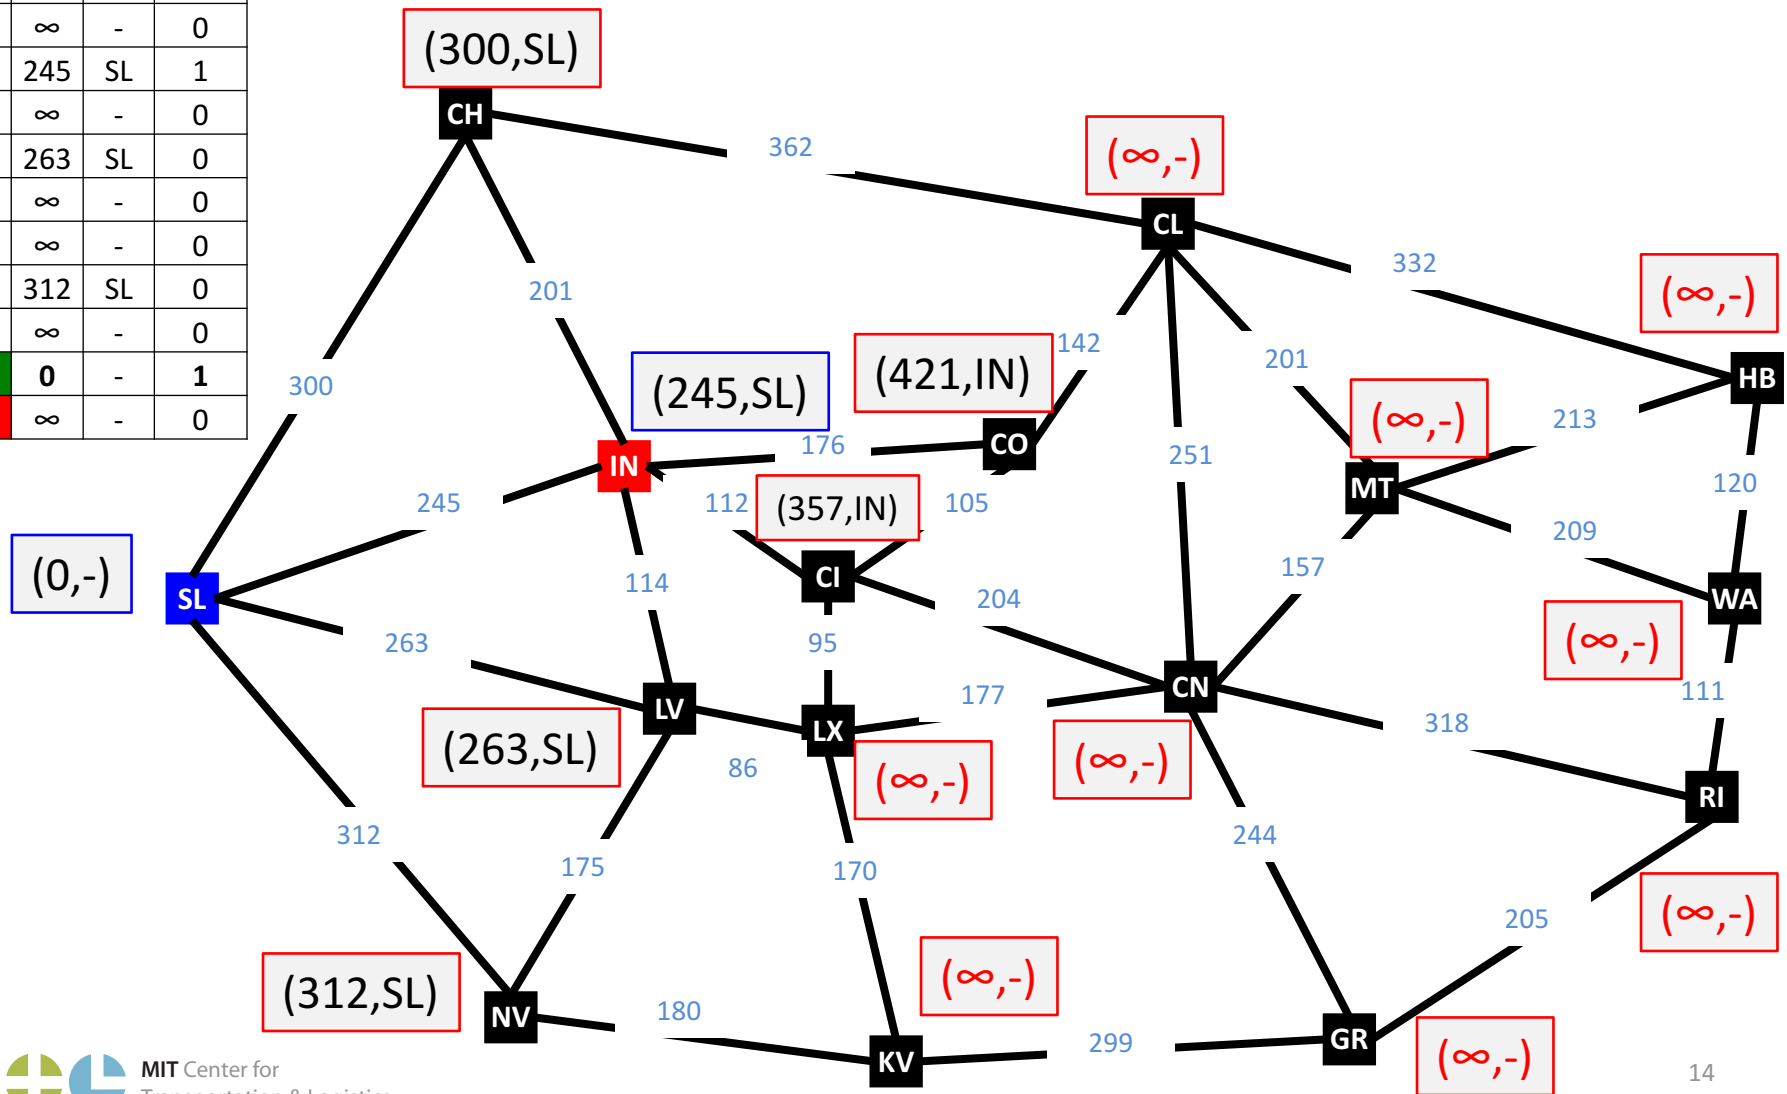 ∞ - 0
245 SL 1
∞ - 0
263 SL 0
∞ - 0
∞ - 0
312 SL 0
∞ - 0
0 - 1
∞ - 0
(300,SL)
CH
362
(∞,-)
CL
332
(∞,-)
201
142
201
HB
300
(245,SL)
(421,IN)
(∞,-)
213
IN
176
CO
251
MT
120
245
112
(357,IN)
105
209
(0,-)
SL
114
CI
204
157
WA
263
95
(∞,-)
LV
177
CN
111
(263,SL)
86
LX
(∞,-)
(∞,-)
318
RI
312
175
170
244
205
(∞,-)
(312,SL)
NV
180
(∞,-)
KV
299
GR
(∞,-)
MIT Center for
Transportation & Logistics
14